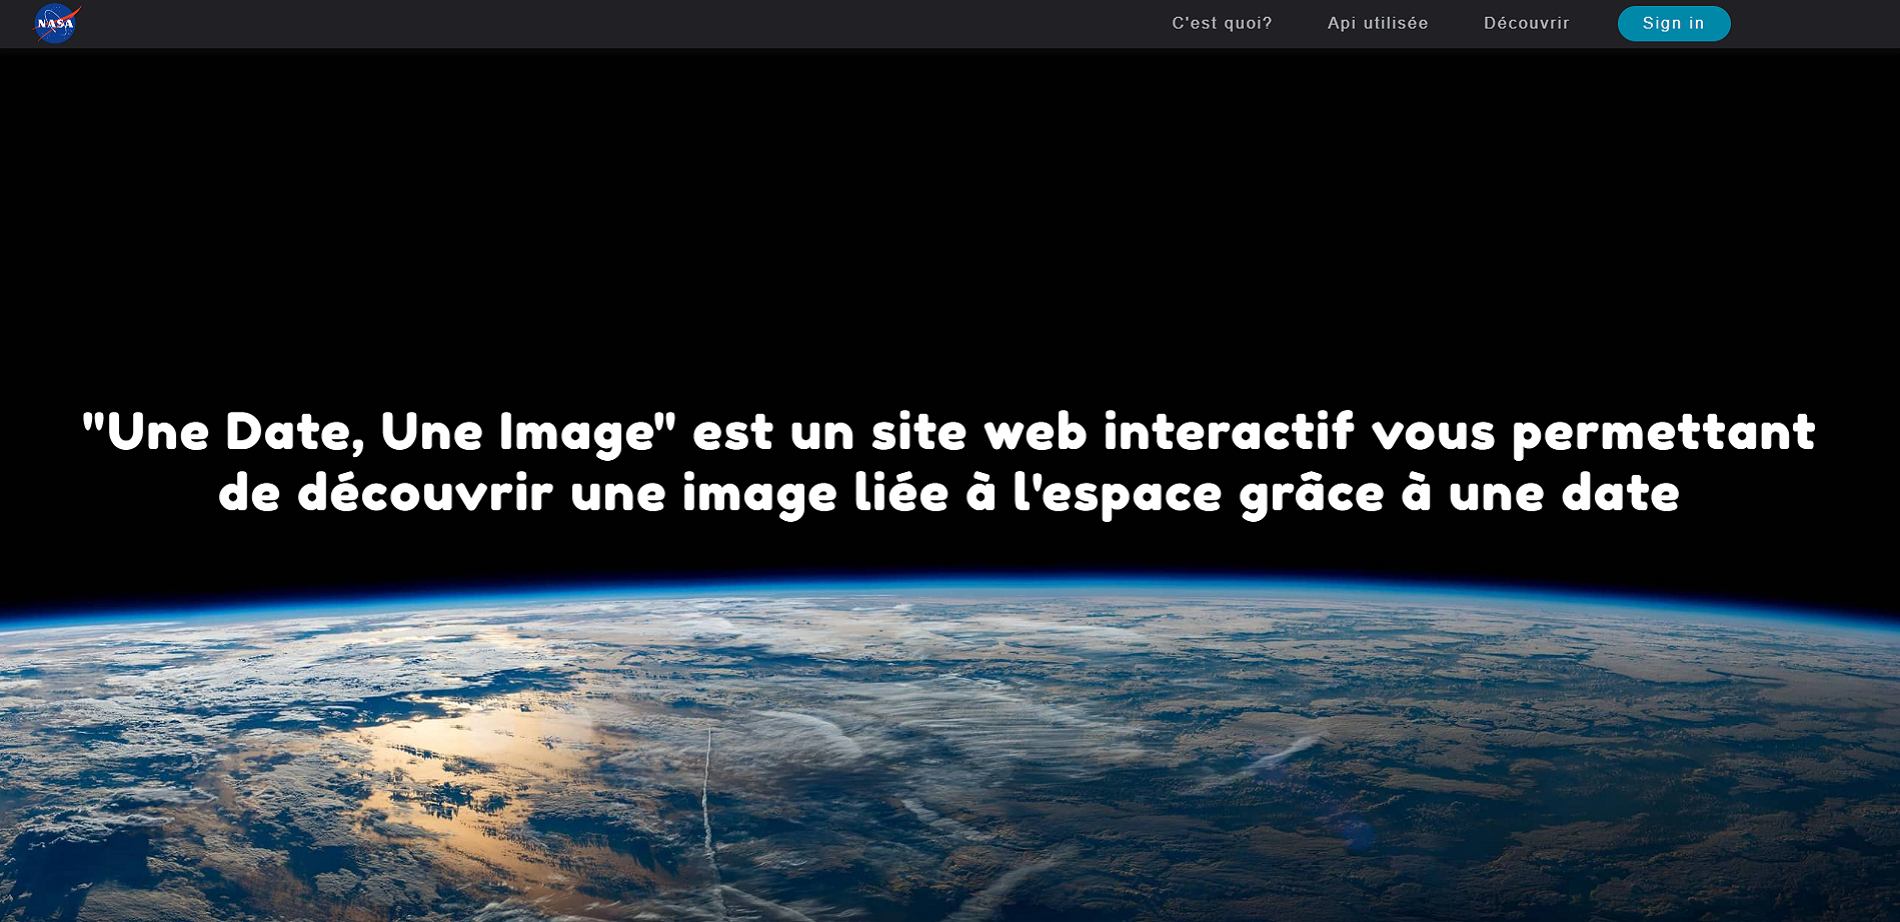 NASA
C'est quoi?
Api utilisée
Découvrir
Sign in
"Une Date, Une Image" est un site web interactif vous permettant
de découvrir une image liée à l'espace grâce à une date